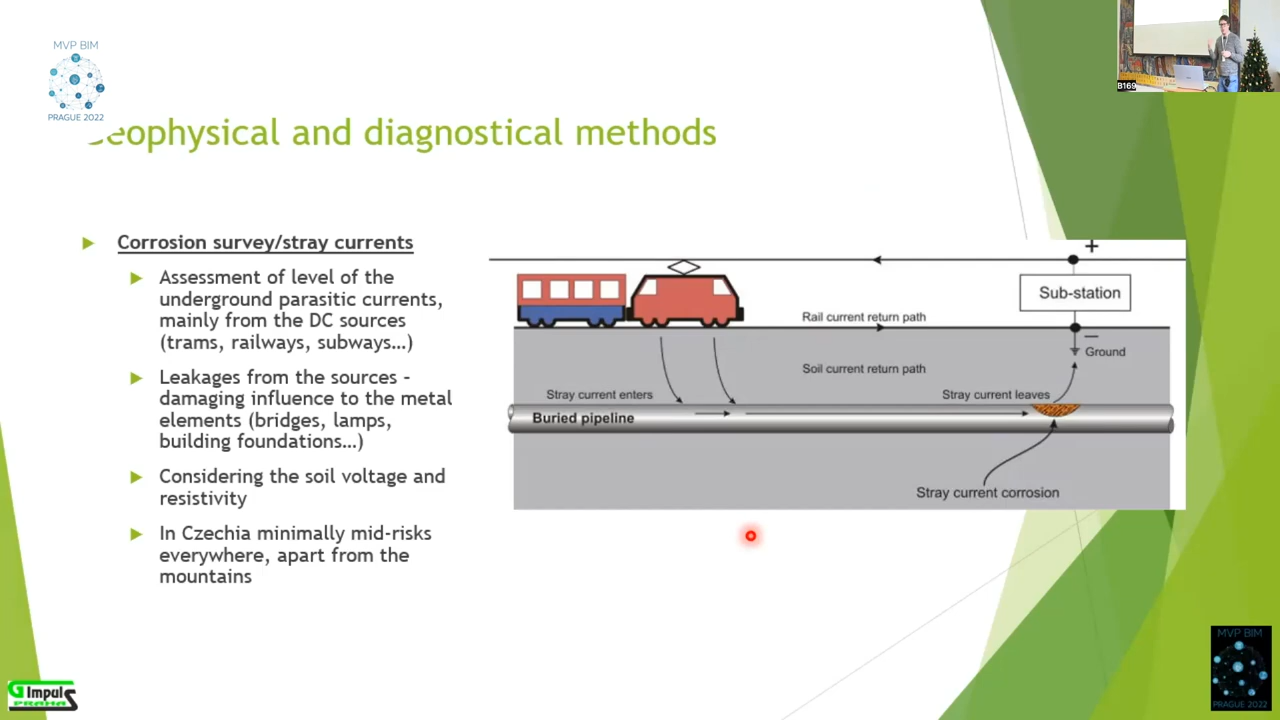 MVP BIM
PRAGUE 2022
B169
Geophysical and diagnostical methods
Corrosion survey/stray currents
Assessment of level of the
underground parasitic currents,
mainly from the DC sources
(trams, railways, subways…)
Leakages from the sources –
damaging influence to the metal
elements (bridges, lamps,
building foundations…)
Considering the soil voltage and
resistivity
In Czechia minimally mid-risks
everywhere, apart from the
mountains
+
Sub-station
Rail current return path
–
Ground
Soil current return path
Stray current enters
Stray current leaves
Buried pipeline
Stray current corrosion
G Impuls
PRAHA
MVP BIM
PRAGUE 2022